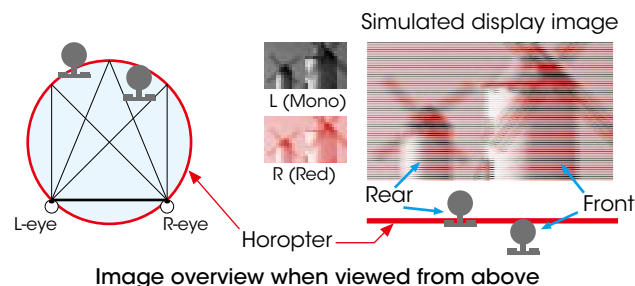 Simulated display image
L (Mono)
R (Red)
Rear
Front
L-eye
R-eye
Horopter
Image overview when viewed from above